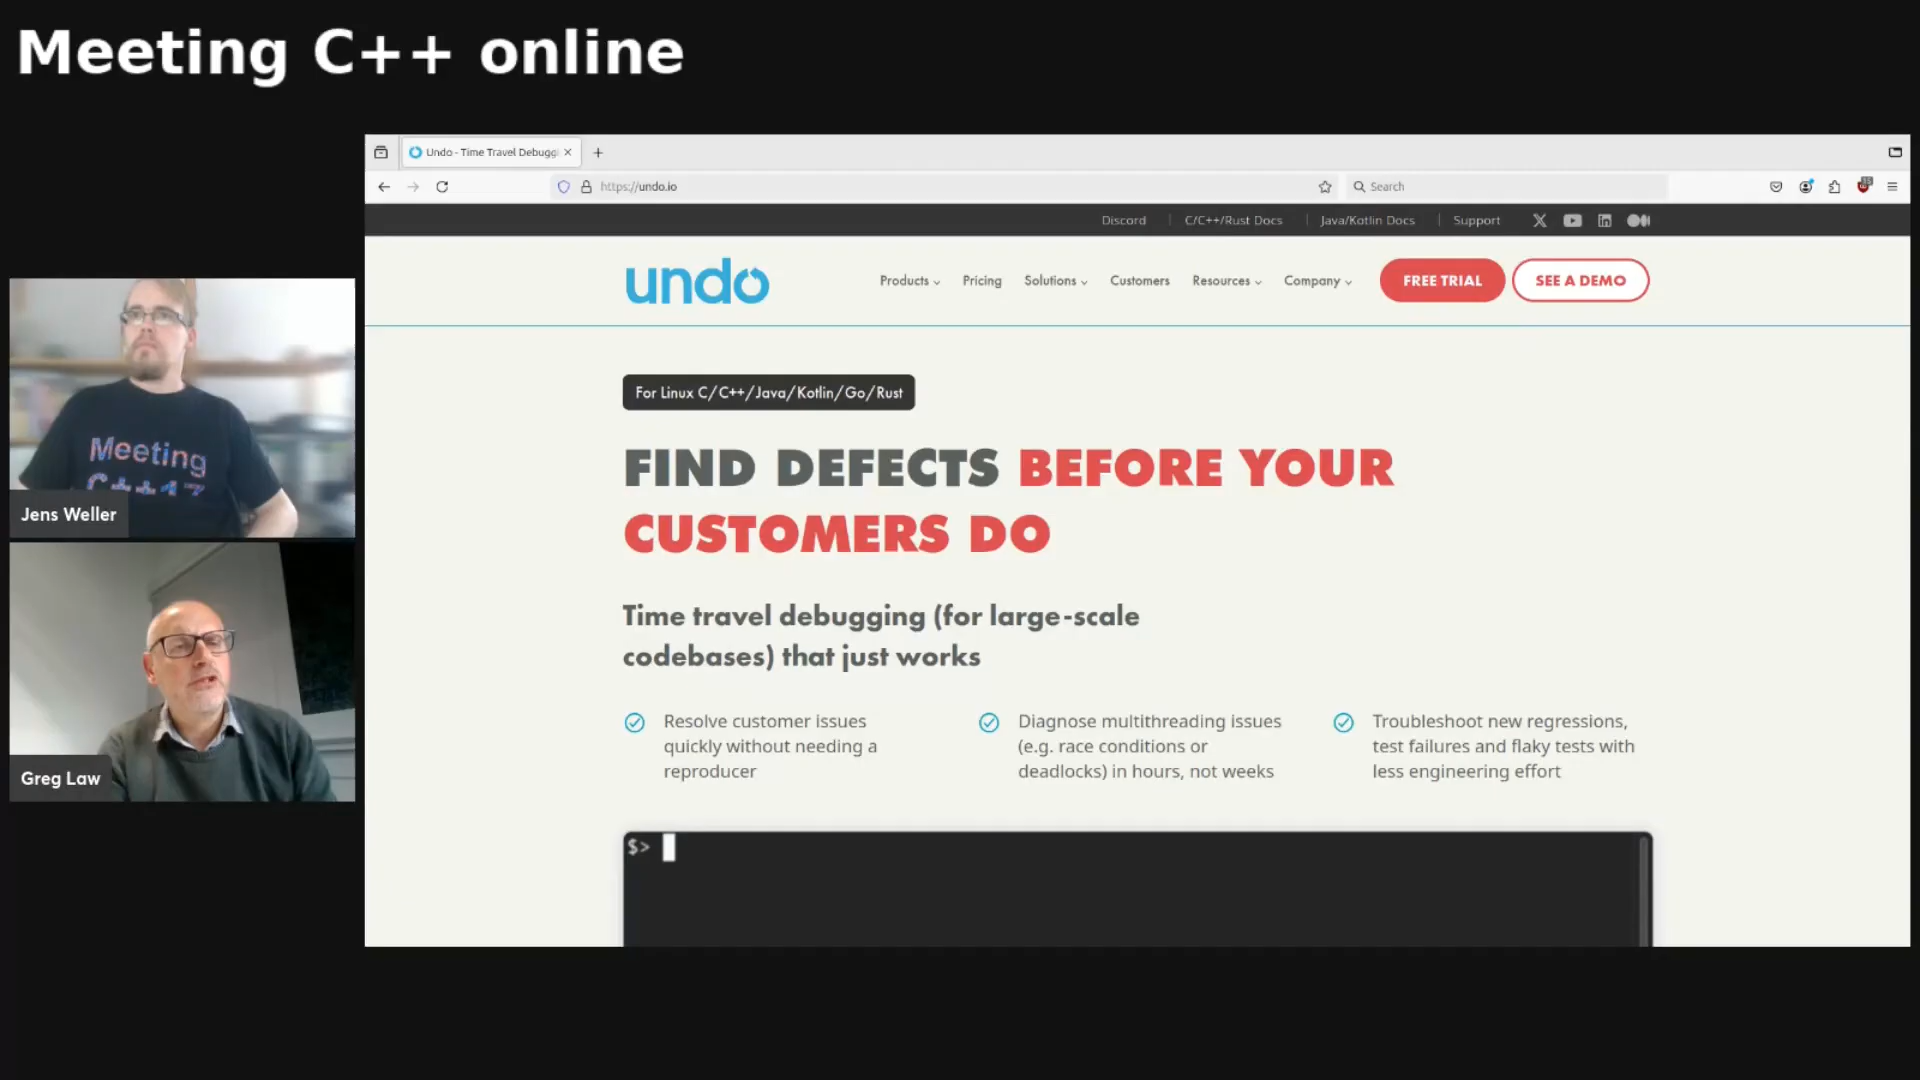 Meeting C++ online
Undo - Time Travel Debugg
https://undo.io
Search
Discord
C/C++/Rust Docs
Java/Kotlin Docs
Support
undo
Products
Pricing
Solutions
Customers
Resources
Company
FREE TRIAL
SEE A DEMO
For Linux C/C++/Java/Kotlin/Go/Rust
FIND DEFECTS BEFORE YOUR
CUSTOMERS DO
Time travel debugging (for large-scale
codebases) that just works
Resolve customer issues
quickly without needing a
reproducer
Diagnose multithreading issues
(e.g. race conditions or
deadlocks) in hours, not weeks
Troubleshoot new regressions,
test failures and flaky tests with
less engineering effort
$>
Meeting
C++17
Jens Weller
Greg Law